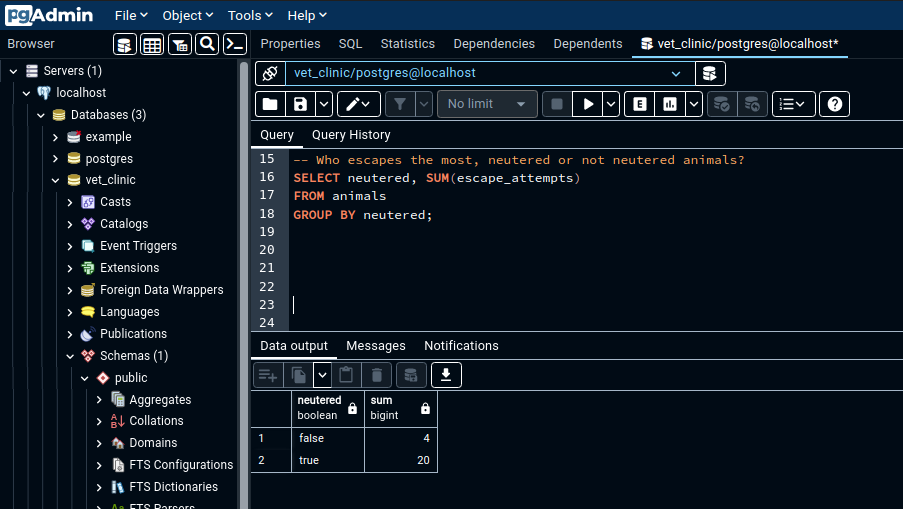 pgAdmin File Object Tools Help
Browser Properties SQL Statistics Dependencies Dependents vet_clinic/postgres@localhost*
Servers (1)
localhost
Databases (3)
example
postgres
vet_clinic
Casts
Catalogs
Event Triggers
Extensions
Foreign Data Wrappers
Languages
Publications
Schemas (1)
public
Aggregates
Collations
Domains
FTS Configurations
FTS Dictionaries
FTS Parsers
vet_clinic/postgres@localhost
No limit
E
Query Query History
15 -- Who escapes the most, neutered or not neutered animals?
16 SELECT neutered, SUM(escape_attempts)
17 FROM animals
18 GROUP BY neutered;
19
20
21
22
23
24
Data output Messages Notifications
neutered sum
boolean bigint
1 false 4
2 true 20